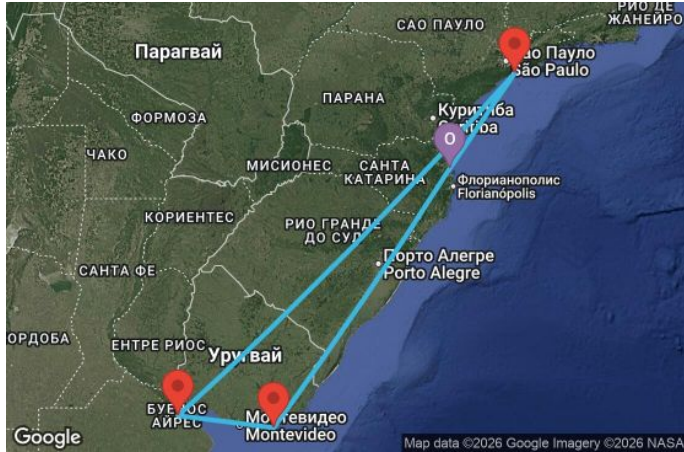 РИО ДЕ
ЖАНЕЙРО
САО ПАУЛО
Парагвай
Сао Пауло
São Paulo
ПАРАНА
ФОРМОЗА
Куритиба
Curitiba
O
ЧАКО
МИСИОНЕС
САНТА
КАТАРИНА
Флорианополис
Florianópolis
КОРИЕНТЕС
РИО ГРАНДЕ
ДО СУЛ
Порто Алегре
Porto Alegre
САНТА ФЕ
ОРДОБА
ЕНТРЕ РИОС
Уругвай
БУЕНОС
АЙРЕС
Монтевидео
Montevideo
Google
Map data ©2026 Google Imagery ©2026 NASA